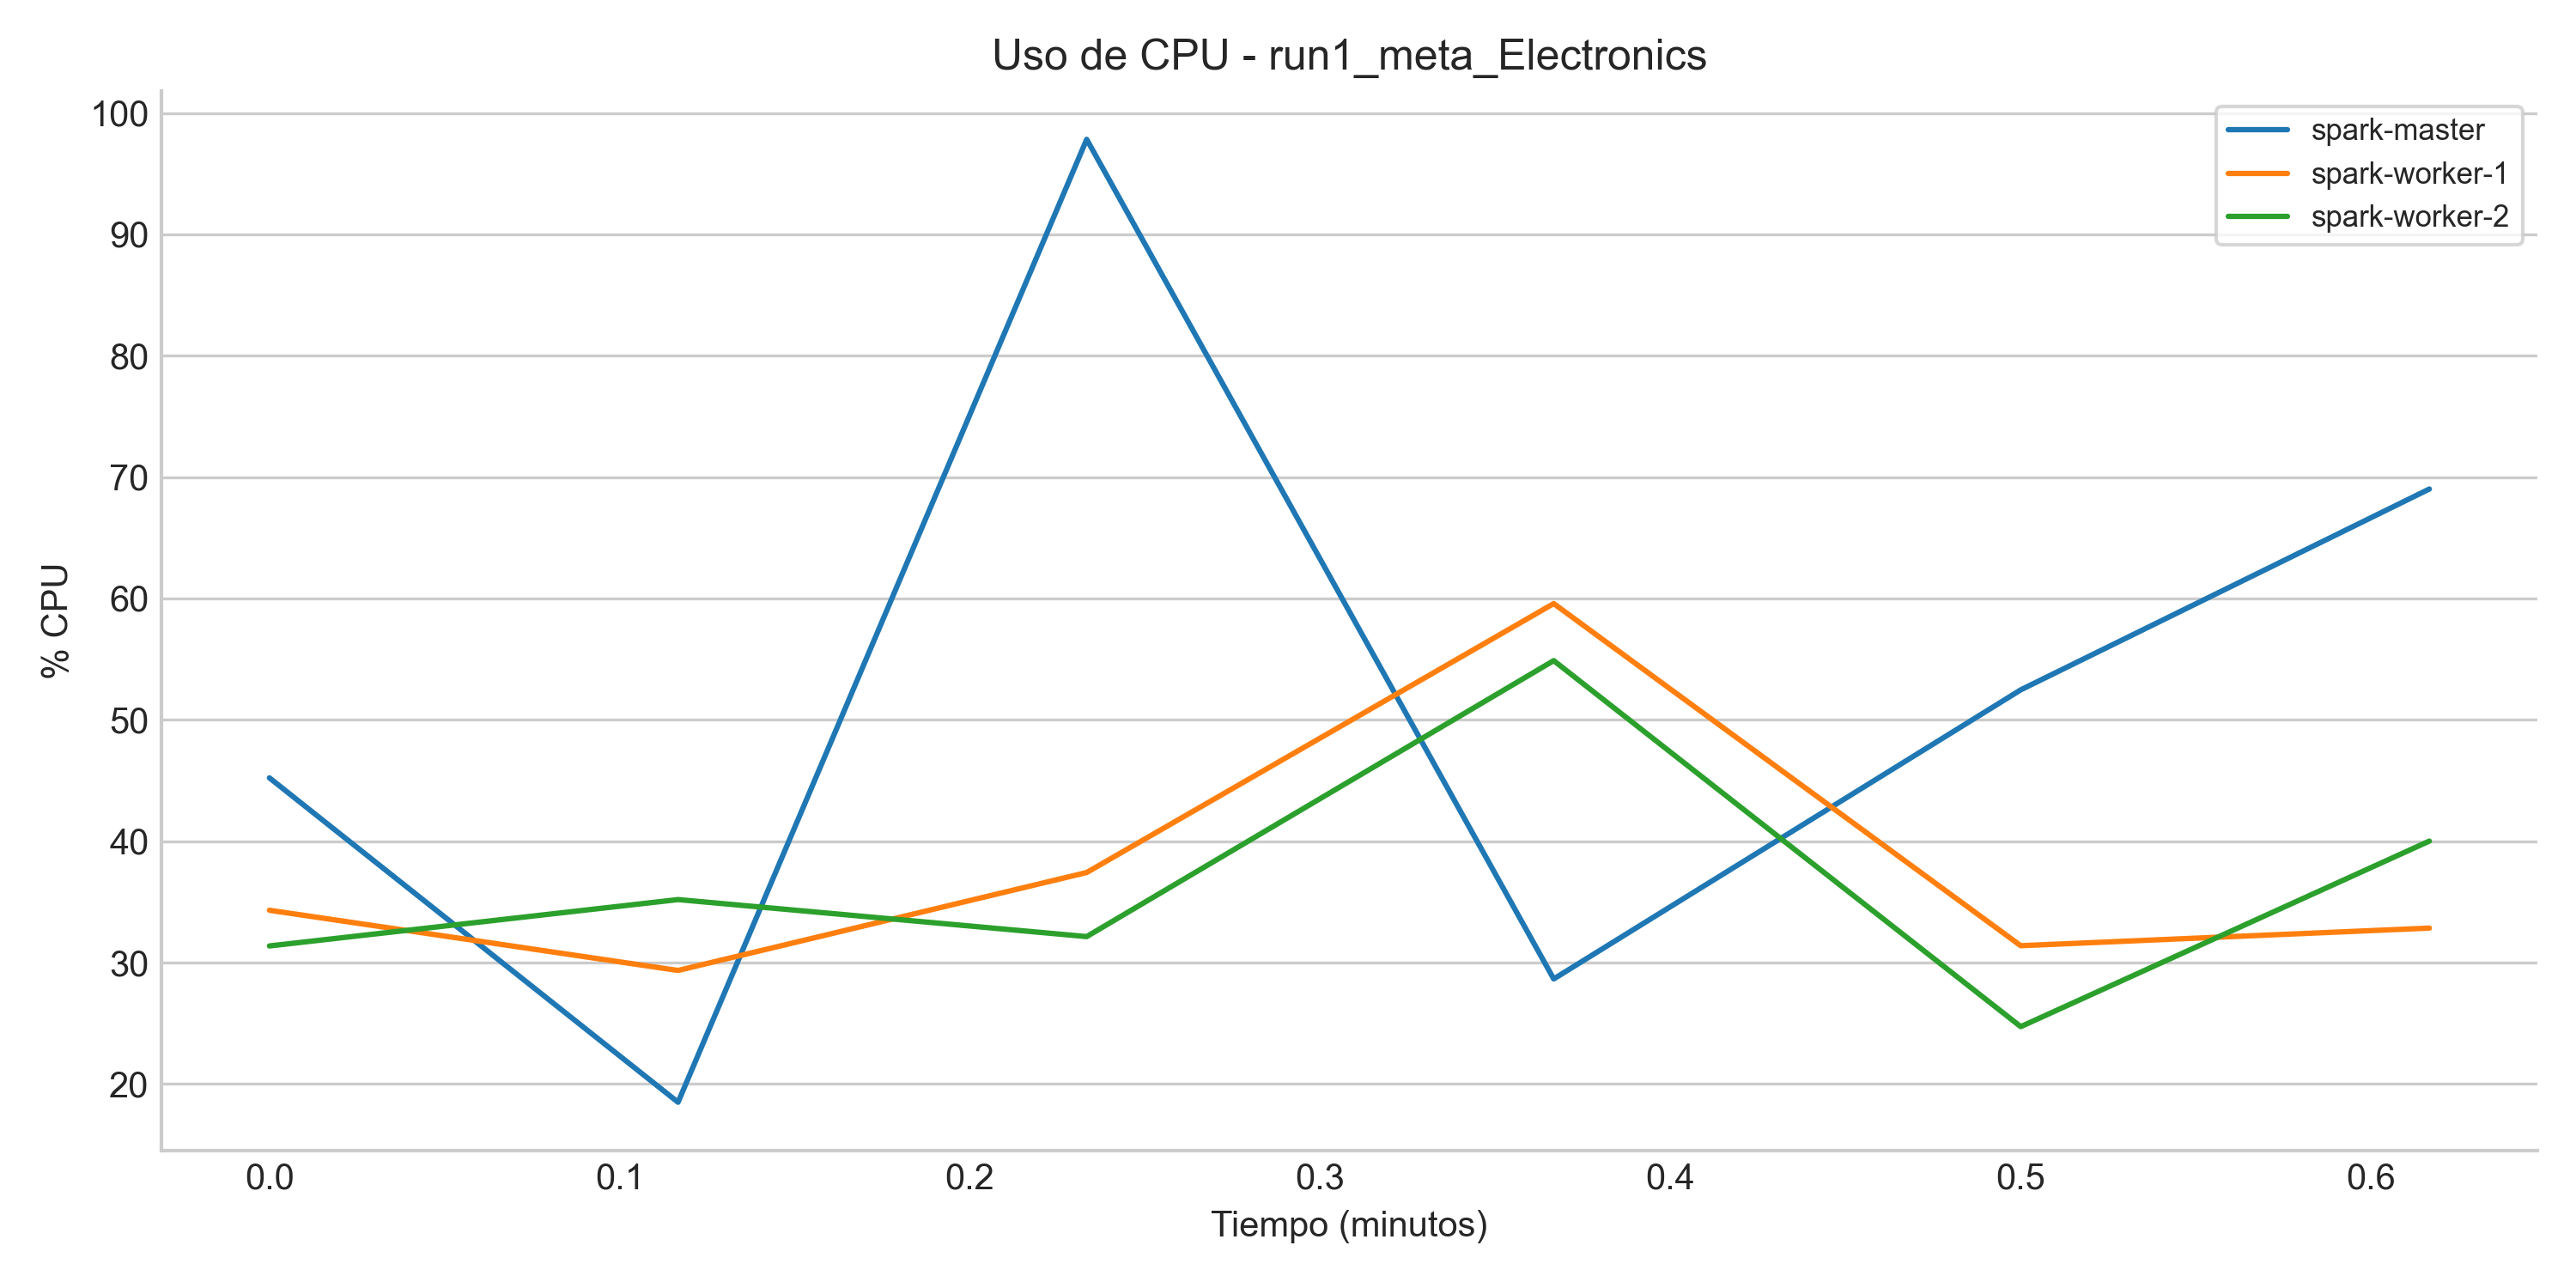 Uso de CPU - run1_meta_Electronics
100
90
80
70
60
50
40
30
20
% CPU
spark-master
spark-worker-1
spark-worker-2
0.0 0.1 0.2 0.3 0.4 0.5 0.6
Tiempo (minutos)